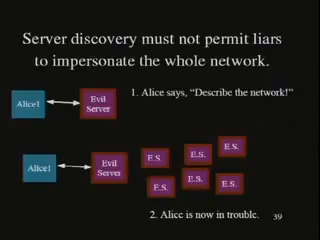 Server discovery must not permit liars
to impersonate the whole network.
1. Alice says, “Describe the network!”
Alice1
Evil
Server
E.S.
E.S.
E.S.
Alice1
Evil
Server
E.S.
E.S.
E.S.
2. Alice is now in trouble.
39